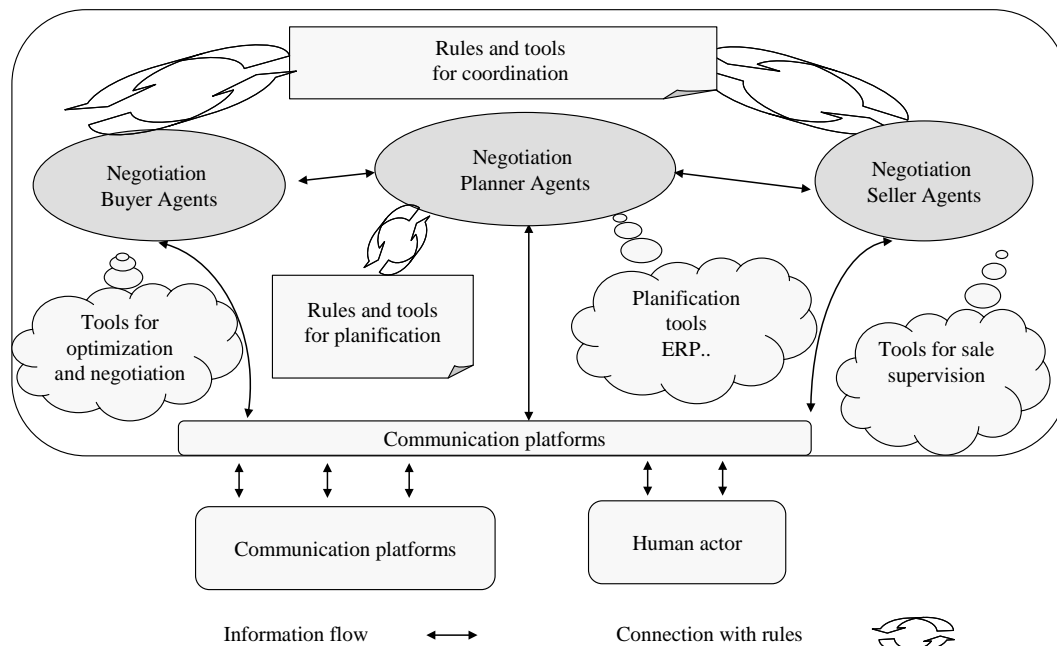 Rules and tools
for coordination
Negotiation
Buyer Agents
Negotiation
Planner Agents
Negotiation
Seller Agents
Rules and tools
for planification
Planification
tools
ERP..
Tools for
optimization
and negotiation
Tools for sale
supervision
Communication platforms
Communication platforms
Human actor
Information flow
Connection with rules